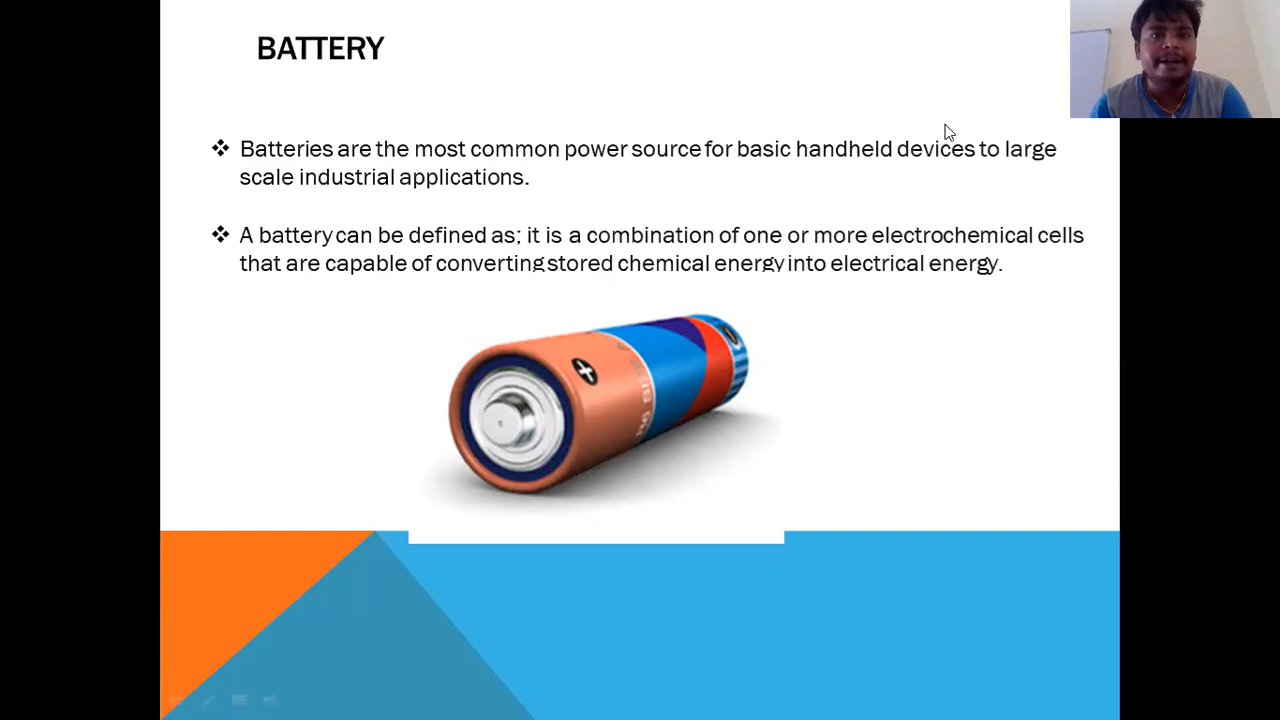 BATTERY
Batteries are the most common power source for basic handheld devices to large
scale industrial applications.
A battery can be defined as; it is a combination of one or more electrochemical cells
that are capable of converting stored chemical energy into electrical energy.